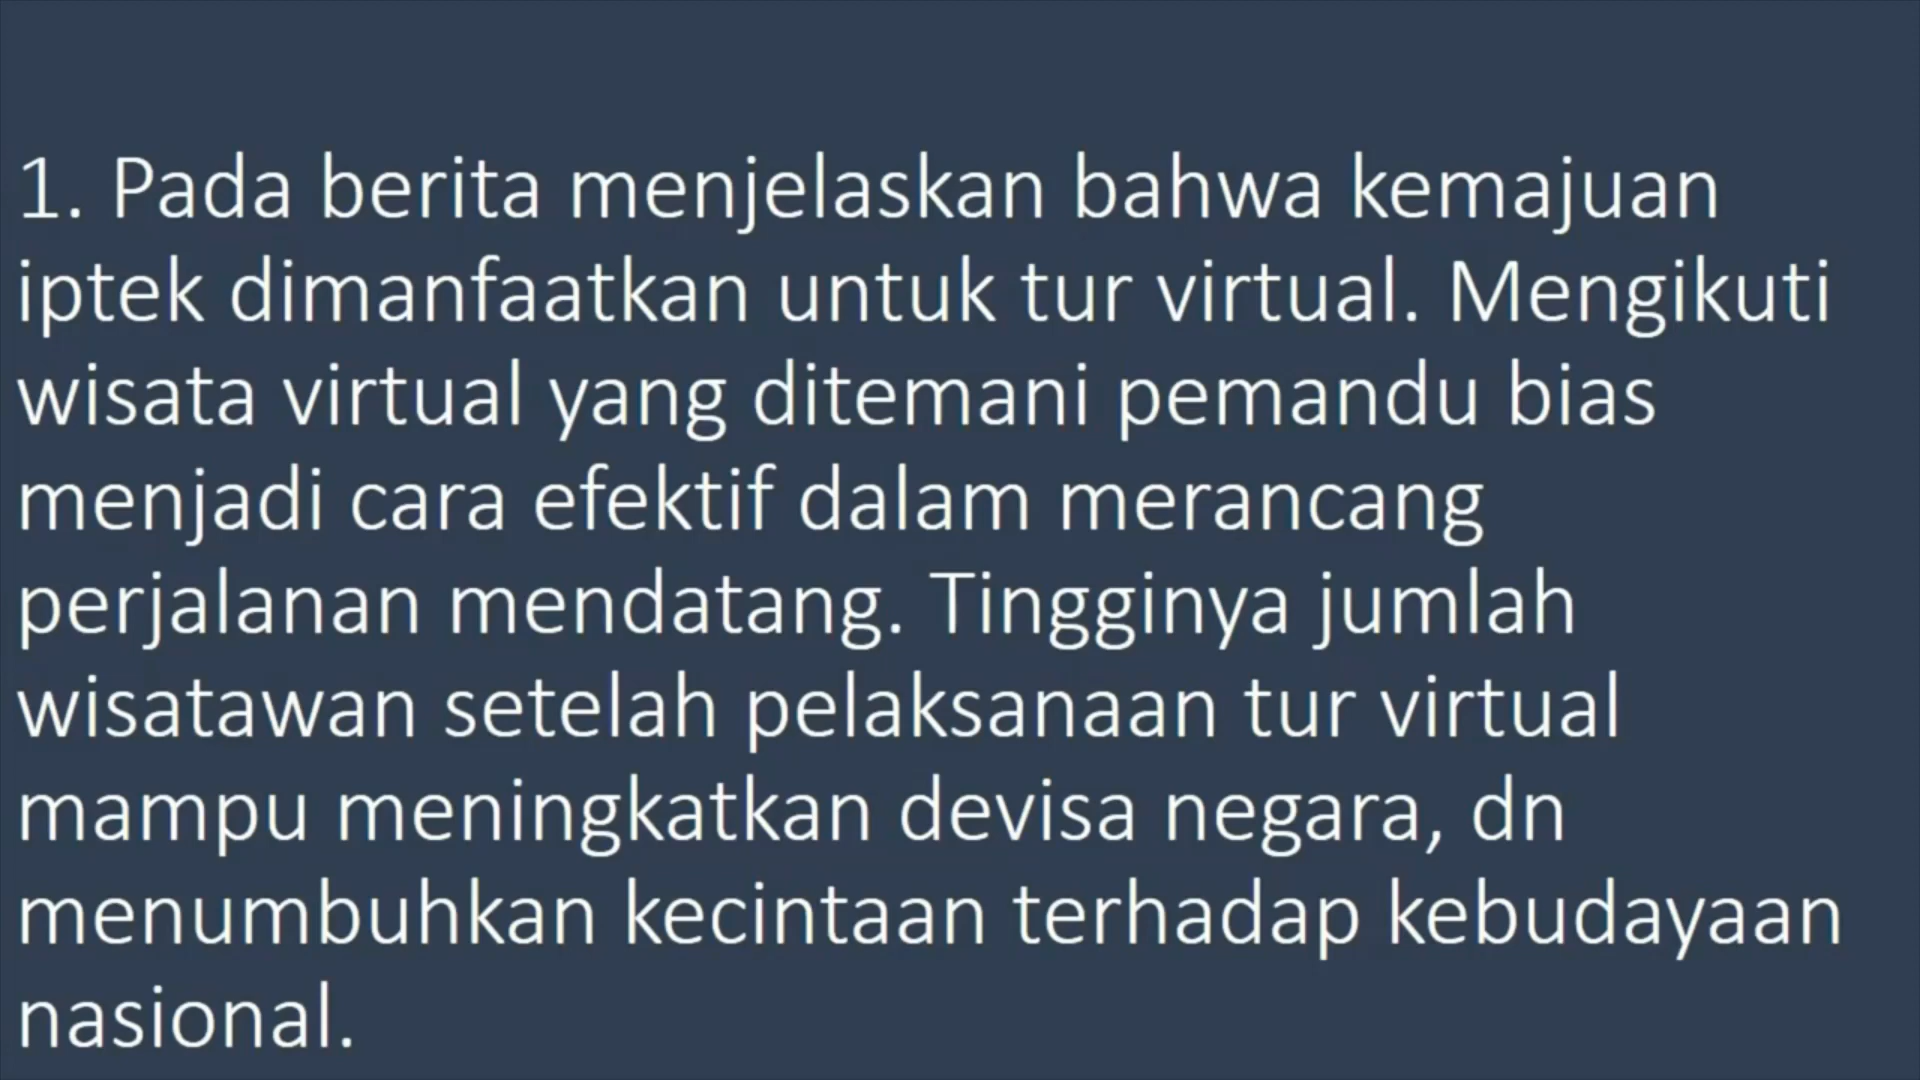 1. Pada berita menjelaskan bahwa kemajuan
iptek dimanfaatkan untuk tur virtual. Mengikuti
wisata virtual yang ditemani pemandu bias
menjadi cara efektif dalam merancang
perjalanan mendatang. Tingginya jumlah
wisatawan setelah pelaksanaan tur virtual
mampu meningkatkan devisa negara, dn
menumbuhkan kecintaan terhadap kebudayaan
nasional.